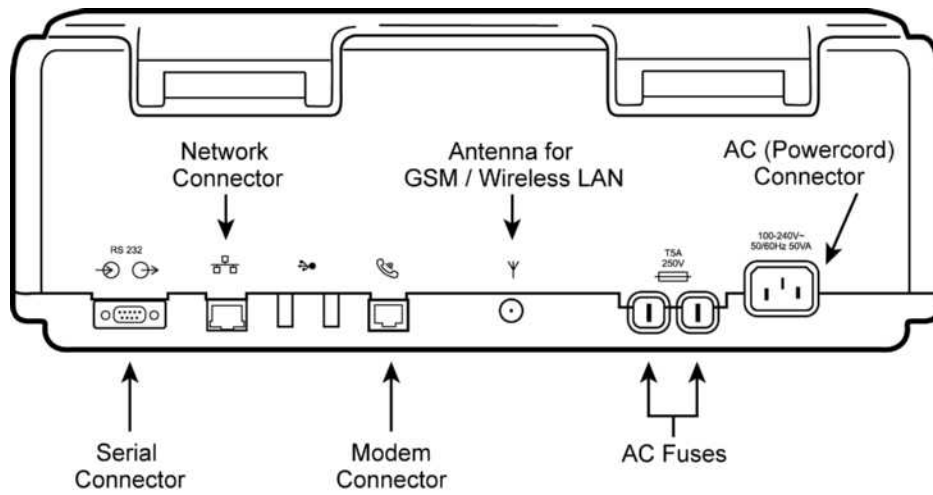 Network
Connector
Antenna for
GSM / Wireless LAN
AC (Powercord)
Connector
RS 232
T5A
250V
100-240V~
50/60Hz 50VA
Serial
Connector
Modem
Connector
AC Fuses